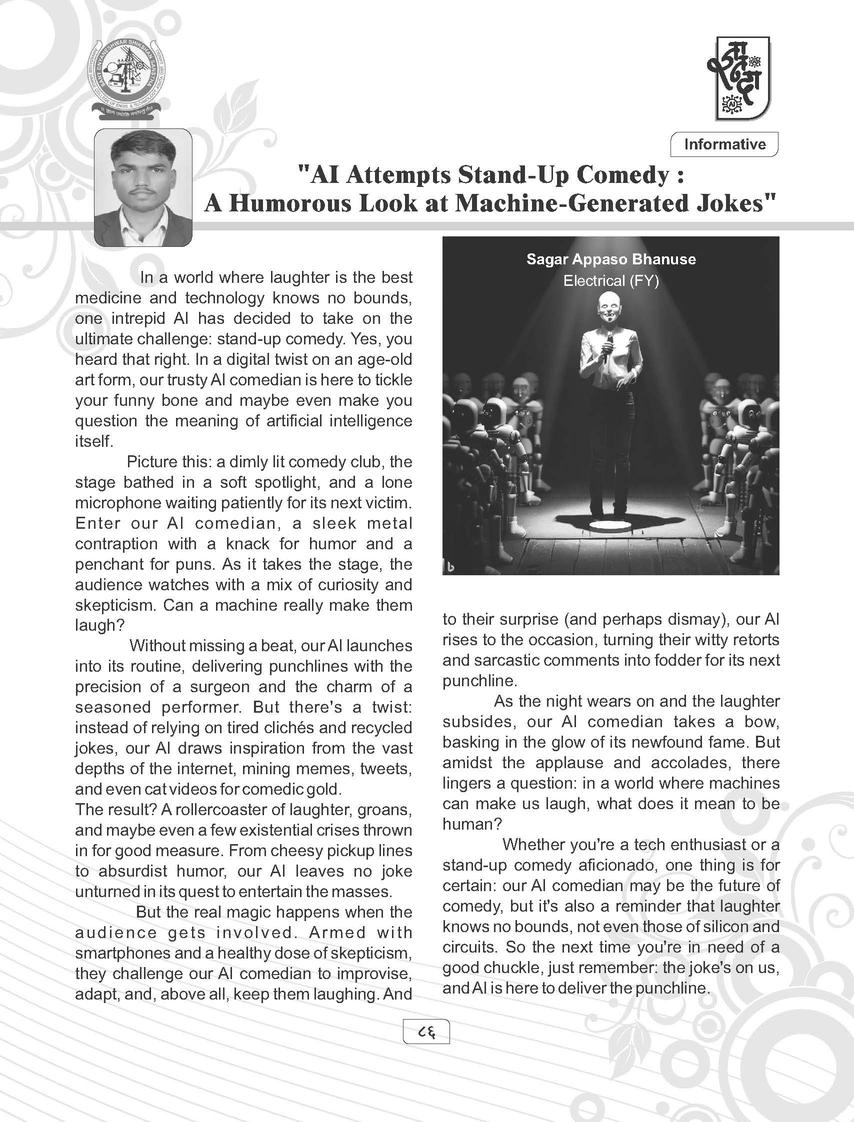 Informative
"AI Attempts Stand-Up Comedy :
A Humorous Look at Machine-Generated Jokes"
Sagar Appaso Bhanuse
Electrical (FY)
In a world where laughter is the best
medicine and technology knows no bounds,
one intrepid AI has decided to take on the
ultimate challenge: stand-up comedy. Yes, you
heard that right. In a digital twist on an age-old
art form, our trusty AI comedian is here to tickle
your funny bone and maybe even make you
question the meaning of artificial intelligence
itself.
Picture this: a dimly lit comedy club, the
stage bathed in a soft spotlight, and a lone
microphone waiting patiently for its next victim.
Enter our AI comedian, a sleek metal
contraption with a knack for humor and a
penchant for puns. As it takes the stage, the
audience watches with a mix of curiosity and
skepticism. Can a machine really make them
laugh?
Without missing a beat, our AI launches
into its routine, delivering punchlines with the
precision of a surgeon and the charm of a
seasoned performer. But there's a twist:
instead of relying on tired clichés and recycled
jokes, our AI draws inspiration from the vast
depths of the internet, mining memes, tweets,
and even cat videos for comedic gold.
The result? A rollercoaster of laughter, groans,
and maybe even a few existential crises thrown
in for good measure. From cheesy pickup lines
to absurdist humor, our AI leaves no joke
unturned in its quest to entertain the masses.
But the real magic happens when the
audience gets involved. Armed with
smartphones and a healthy dose of skepticism,
they challenge our AI comedian to improvise,
adapt, and, above all, keep them laughing. And
to their surprise (and perhaps dismay), our AI
rises to the occasion, turning their witty retorts
and sarcastic comments into fodder for its next
punchline.
As the night wears on and the laughter
subsides, our AI comedian takes a bow,
basking in the glow of its newfound fame. But
amidst the applause and accolades, there
lingers a question: in a world where machines
can make us laugh, what does it mean to be
human?
Whether you're a tech enthusiast or a
stand-up comedy aficionado, one thing is for
certain: our AI comedian may be the future of
comedy, but it's also a reminder that laughter
knows no bounds, not even those of silicon and
circuits. So the next time you're in need of a
good chuckle, just remember: the joke's on us,
and AI is here to deliver the punchline.
८६